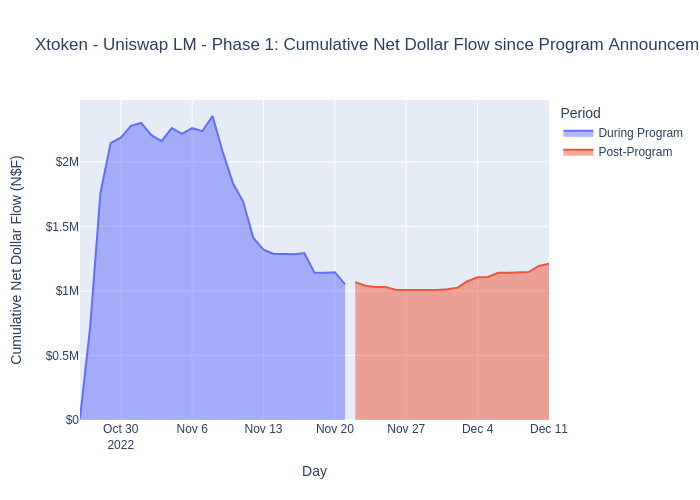 Xtoken - Uniswap LM - Phase 1: Cumulative Net Dollar Flow since Program Announcem
Period
During Program
Post-Program
Cumulative Net Dollar Flow (N$F)
$2M
$1.5M
$1M
$0.5M
$0
Oct 30
2022
Nov 6
Nov 13
Nov 20
Nov 27
Dec 4
Dec 11
Day